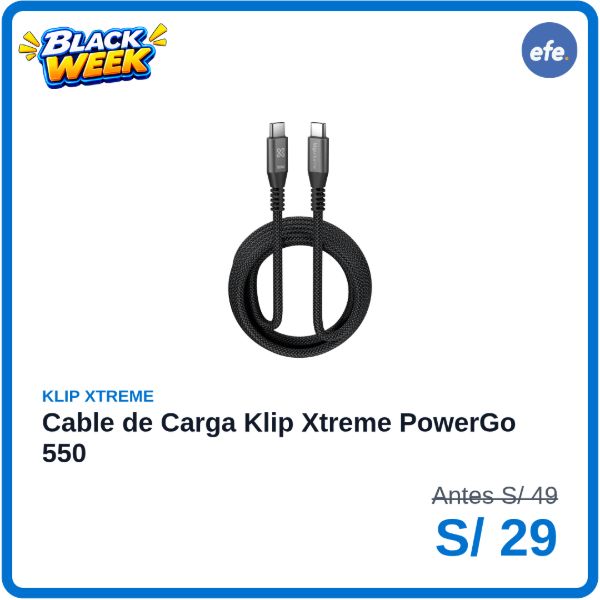 BLACK
WEEK
efe.
KLIP XTREME
Cable de Carga Klip Xtreme PowerGo
550
Antes S/ 49
S/ 29